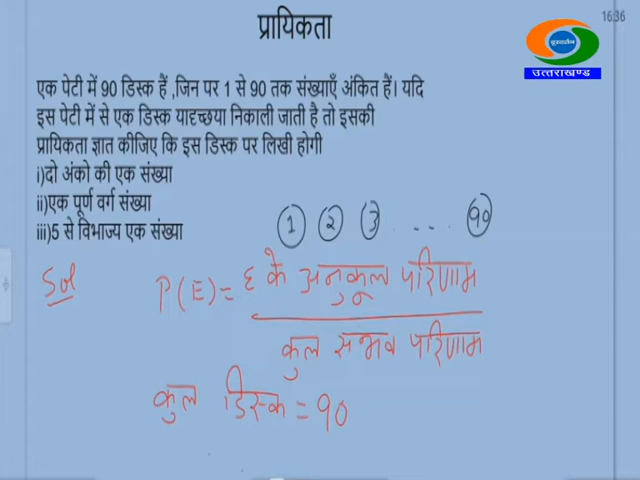 16:36
प्रायिकता
दूरदर्शन
उत्तराखण्ड
एक पेटी में 90 डिस्क हैं ,जिन पर 1 से 90 तक संख्याएँ अंकित हैं। यदि
इस पेटी में से एक डिस्क यादृच्छया निकाली जाती है तो इसकी
प्रायिकता ज्ञात कीजिए कि इस डिस्क पर लिखी होगी
i)दो अंको की एक संख्या
ii)एक पूर्ण वर्ग संख्या
iii)5 से विभाज्य एक संख्या
1 2 3 .... 90
Sol
P(E) = E के अनुकूल परिणाम
कुल सम्भव परिणाम
कुल डिस्क = 90